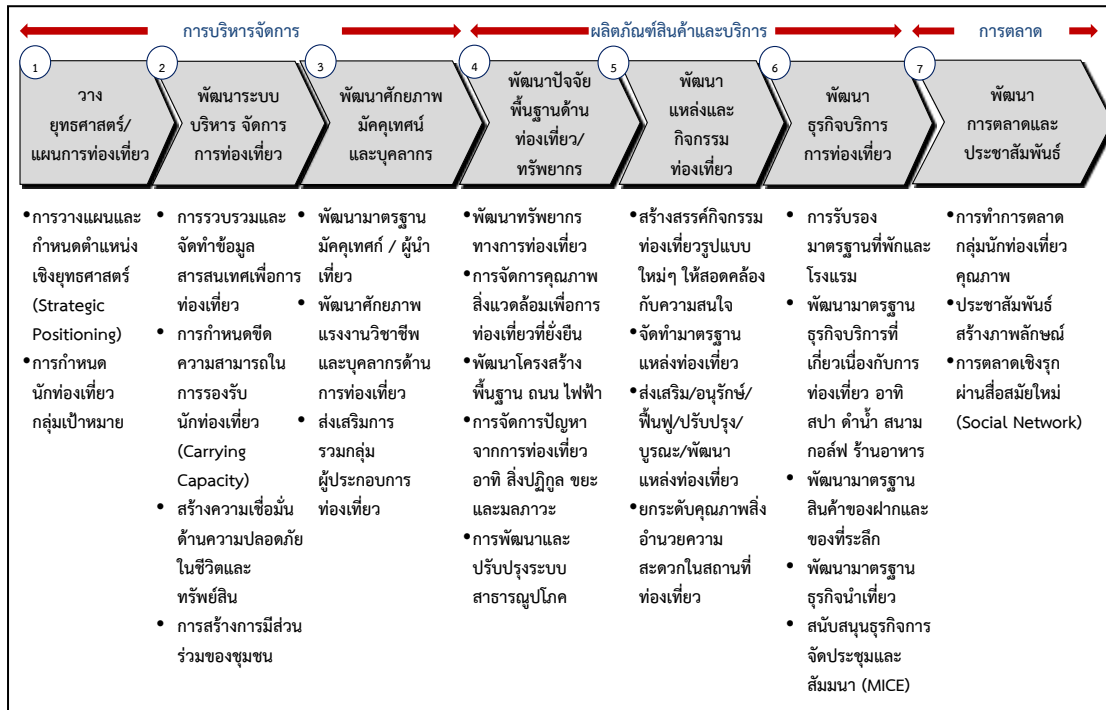 การบริหารจัดการ
ผลิตภัณฑ์สินค้าและบริการ
การตลาด
1
วาง
ยุทธศาสตร์/
แผนการท่องเที่ยว
2
พัฒนาระบบ
บริหาร จัดการ
การท่องเที่ยว
3
พัฒนาศักยภาพ
มัคคุเทศน์
และบุคลากร
4
พัฒนาปัจจัย
พื้นฐานด้าน
ท่องเที่ยว/
ทรัพยากร
5
พัฒนา
แหล่งและ
กิจกรรม
ท่องเที่ยว
6
พัฒนา
ธุรกิจบริการ
การท่องเที่ยว
7
พัฒนา
การตลาดและ
ประชาสัมพันธ์
•การวางแผนและ
กำหนดตำแหน่ง
เชิงยุทธศาสตร์
(Strategic
Positioning)
•การกำหนด
นักท่องเที่ยว
กลุ่มเป้าหมาย
• การรวบรวมและ
จัดทำข้อมูล
สารสนเทศเพื่อการ
ท่องเที่ยว
• การกำหนดขีด
ความสามารถใน
การรองรับ
นักท่องเที่ยว
(Carrying
Capacity)
• สร้างความเชื่อมั่น
ด้านความปลอดภัย
ในชีวิตและ
ทรัพย์สิน
• การสร้างการมีส่วน
ร่วมของชุมชน
• พัฒนามาตรฐาน
มัคคุเทศก์ / ผู้นำ
เที่ยว
• พัฒนาศักยภาพ
แรงงานวิชาชีพ
และบุคลากรด้าน
การท่องเที่ยว
• ส่งเสริมการ
รวมกลุ่ม
ผู้ประกอบการ
ท่องเที่ยว
•พัฒนาทรัพยากร
ทางการท่องเที่ยว
•การจัดการคุณภาพ
สิ่งแวดล้อมเพื่อการ
ท่องเที่ยวที่ยั่งยืน
•พัฒนาโครงสร้าง
พื้นฐาน ถนน ไฟฟ้า
•การจัดการปัญหา
จากการท่องเที่ยว
อาทิ สิ่งปฏิกูล ขยะ
และมลภาวะ
•การพัฒนาและ
ปรับปรุงระบบ
สาธารณูปโภค
•สร้างสรรค์กิจกรรม
ท่องเที่ยวรูปแบบ
ใหม่ๆ ให้สอดคล้อง
กับความสนใจ
•จัดทำมาตรฐาน
แหล่งท่องเที่ยว
•ส่งเสริม/อนุรักษ์/
ฟื้นฟู/ปรับปรุง/
บูรณะ/พัฒนา
แหล่งท่องเที่ยว
•ยกระดับคุณภาพสิ่ง
อำนวยความ
สะดวกในสถานที่
ท่องเที่ยว
• การรับรอง
มาตรฐานที่พักและ
โรงแรม
• พัฒนามาตรฐาน
ธุรกิจบริการที่
เกี่ยวเนื่องกับการ
ท่องเที่ยว อาทิ
สปา ดำน้ำ สนาม
กอล์ฟ ร้านอาหาร
• พัฒนามาตรฐาน
สินค้าของฝากและ
ของที่ระลึก
• พัฒนามาตรฐาน
ธุรกิจนำเที่ยว
• สนับสนุนธุรกิจการ
จัดประชุมและ
สัมมนา (MICE)
•การทำการตลาด
กลุ่มนักท่องเที่ยว
คุณภาพ
•ประชาสัมพันธ์
สร้างภาพลักษณ์
•การตลาดเชิงรุก
ผ่านสื่อสมัยใหม่
(Social Network)